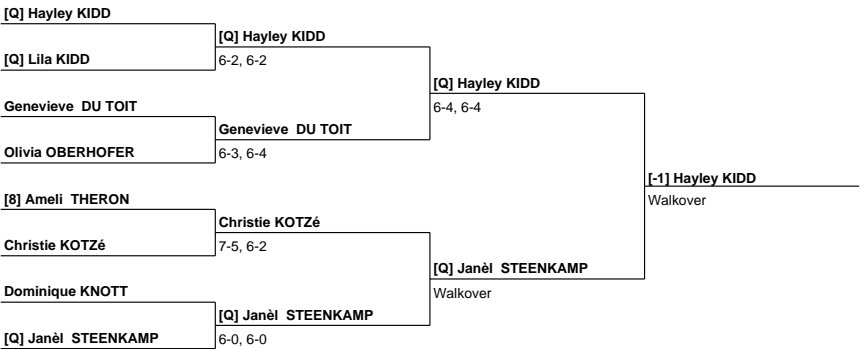 [Q] Hayley KIDD
[Q] Hayley KIDD
[Q] Lila KIDD
6-2, 6-2
[Q] Hayley KIDD
Genevieve  DU TOIT
6-4, 6-4
Genevieve  DU TOIT
Olivia OBERHOFER
6-3, 6-4
[-1] Hayley KIDD
[8] Ameli  THERON
Walkover
Christie KOTZé
Christie KOTZé
7-5, 6-2
[Q] Janèl  STEENKAMP
Dominique KNOTT
Walkover
[Q] Janèl  STEENKAMP
[Q] Janèl  STEENKAMP
6-0, 6-0